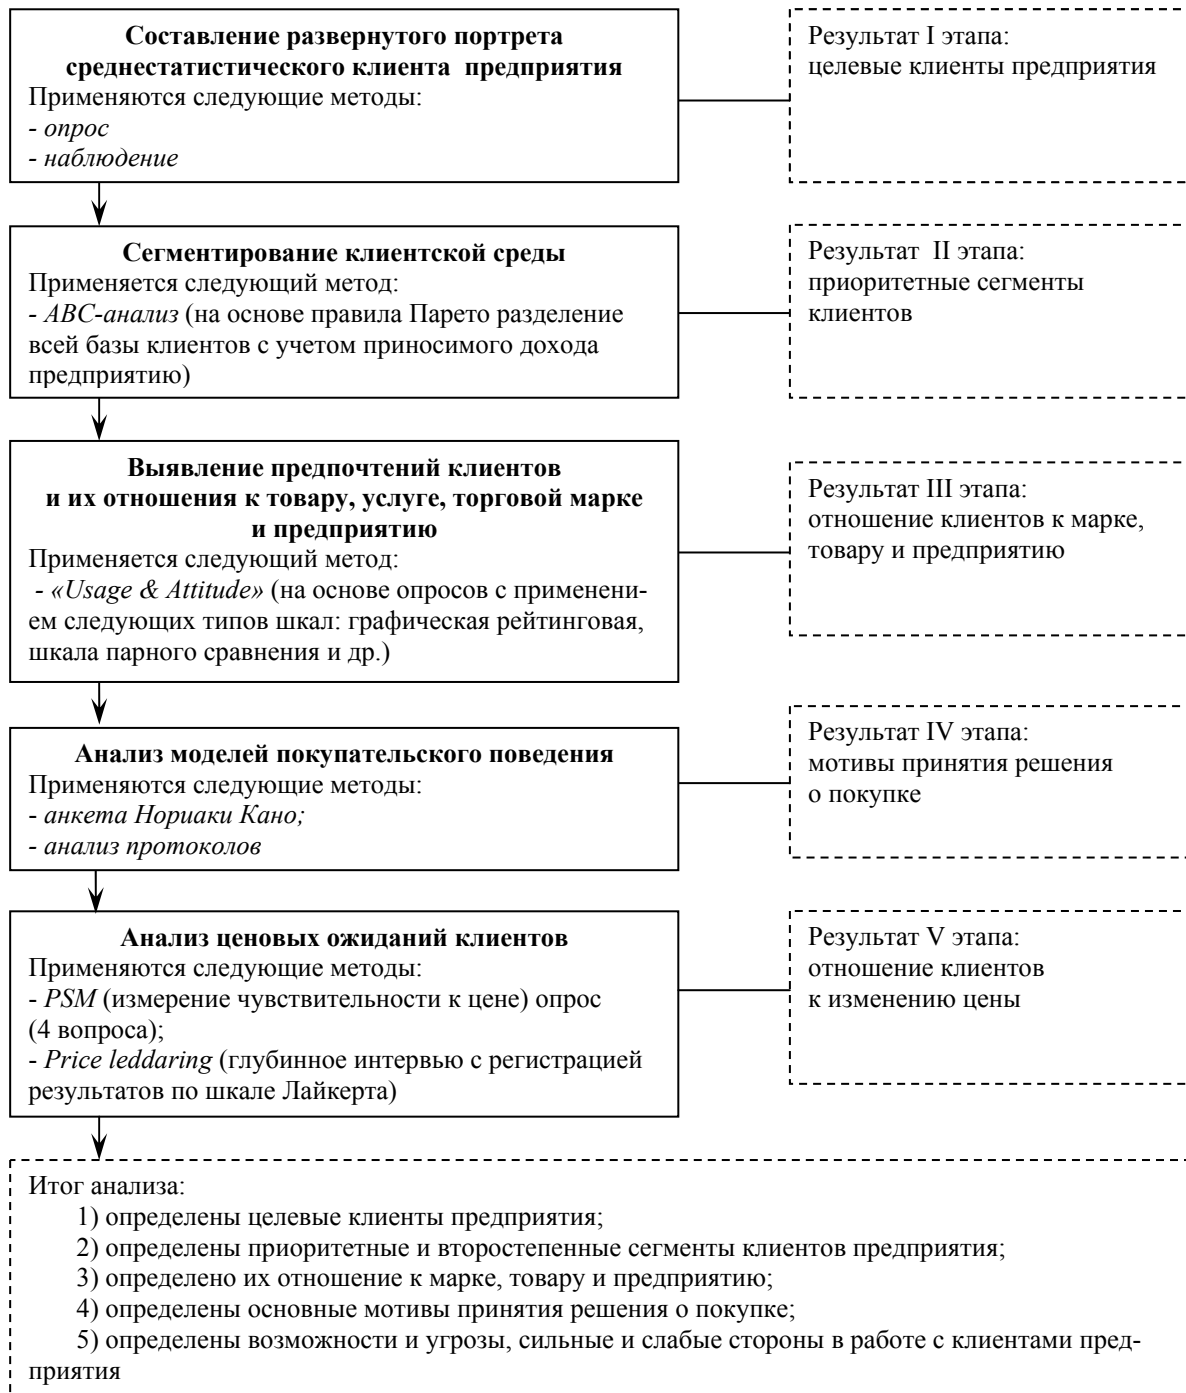 Составление развернутого портрета
среднестатистического клиента предприятия
Применяются следующие методы:
- опрос
- наблюдение
Результат I этапа:
целевые клиенты предприятия
Сегментирование клиентской среды
Применяется следующий метод:
- ABC-анализ (на основе правила Парето разделение
всей базы клиентов с учетом приносимого дохода
предприятию)
Результат II этапа:
приоритетные сегменты
клиентов
Выявление предпочтений клиентов
и их отношения к товару, услуге, торговой марке
и предприятию
Применяется следующий метод:
- «Usage & Attitude» (на основе опросов с применени-
ем следующих типов шкал: графическая рейтинговая,
шкала парного сравнения и др.)
Результат III этапа:
отношение клиентов к марке,
товару и предприятию
Анализ моделей покупательского поведения
Применяются следующие методы:
- анкета Нориаки Кано;
- анализ протоколов
Результат IV этапа:
мотивы принятия решения
о покупке
Анализ ценовых ожиданий клиентов
Применяются следующие методы:
- PSM (измерение чувствительности к цене) опрос
(4 вопроса);
- Price leddaring (глубинное интервью с регистрацией
результатов по шкале Лайкерта)
Результат V этапа:
отношение клиентов
к изменению цены
Итог анализа:
1) определены целевые клиенты предприятия;
2) определены приоритетные и второстепенные сегменты клиентов предприятия;
3) определено их отношение к марке, товару и предприятию;
4) определены основные мотивы принятия решения о покупке;
5) определены возможности и угрозы, сильные и слабые стороны в работе с клиентами пред-
приятия